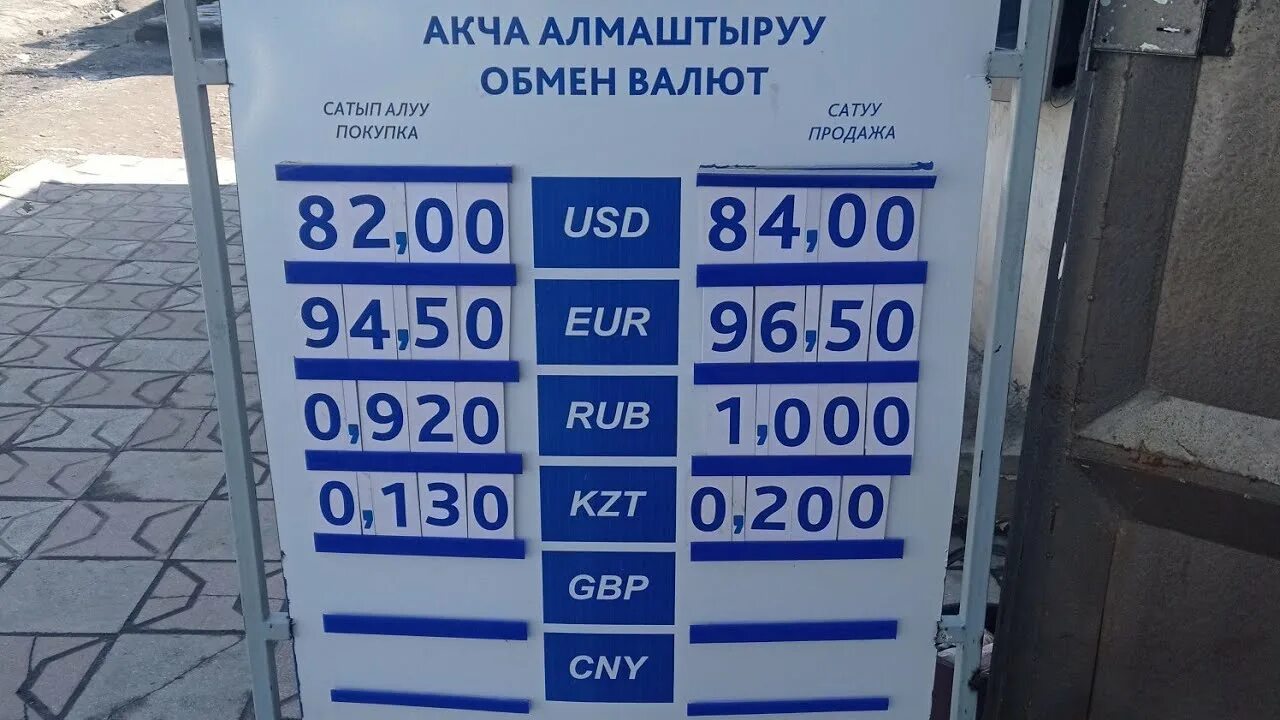 АКЧА АЛМАШТЫРУУ
ОБМЕН ВАЛЮТ
САТЫП АЛУУ САТУУ
ПОКУПКА ПРОДАЖА
82,00 USD 84,00
94,50 EUR 96,50
0,920 RUB 1,000
0,130 KZT 0,200
GBP
CNY